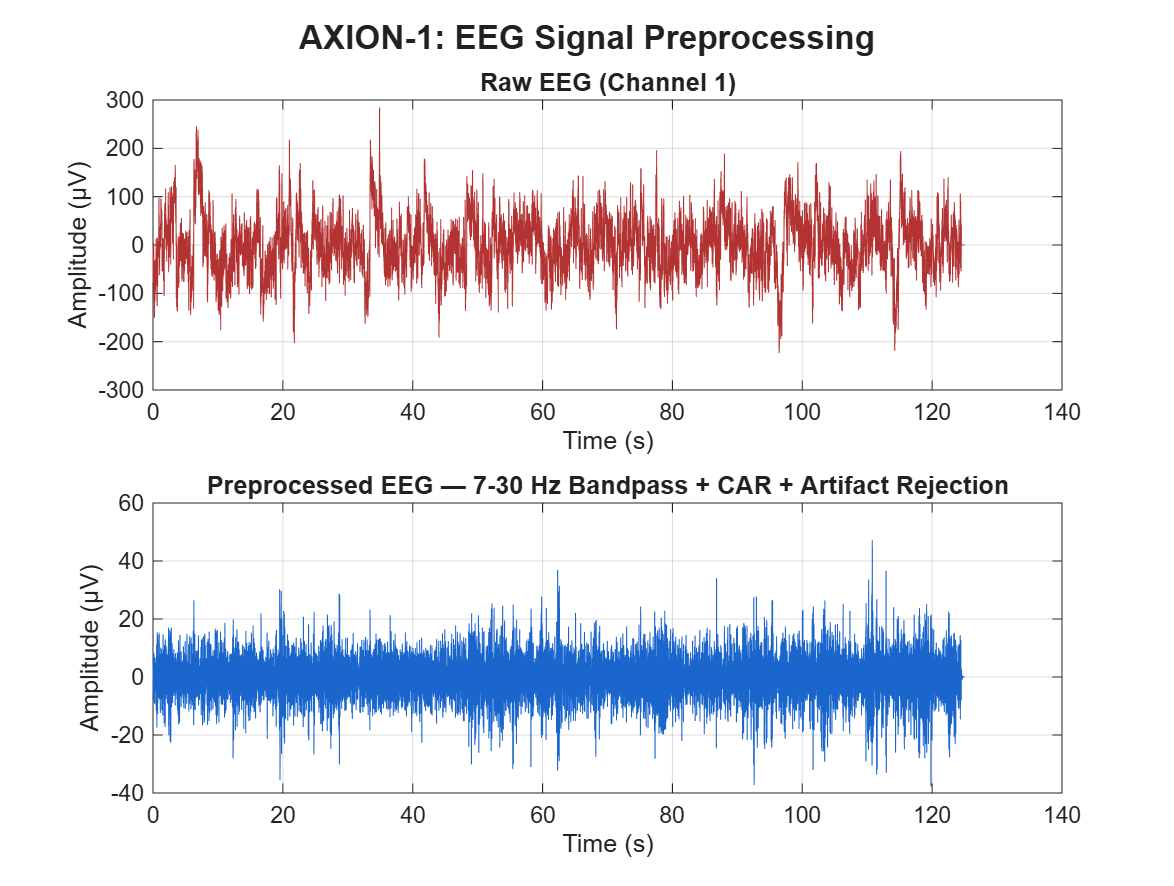 AXION-1: EEG Signal Preprocessing
Raw EEG (Channel 1)
300
200
100
0
-100
-200
-300
Amplitude (µV)
0 20 40 60 80 100 120 140
Time (s)
Preprocessed EEG — 7-30 Hz Bandpass + CAR + Artifact Rejection
60
40
20
0
-20
-40
Amplitude (µV)
0 20 40 60 80 100 120 140
Time (s)